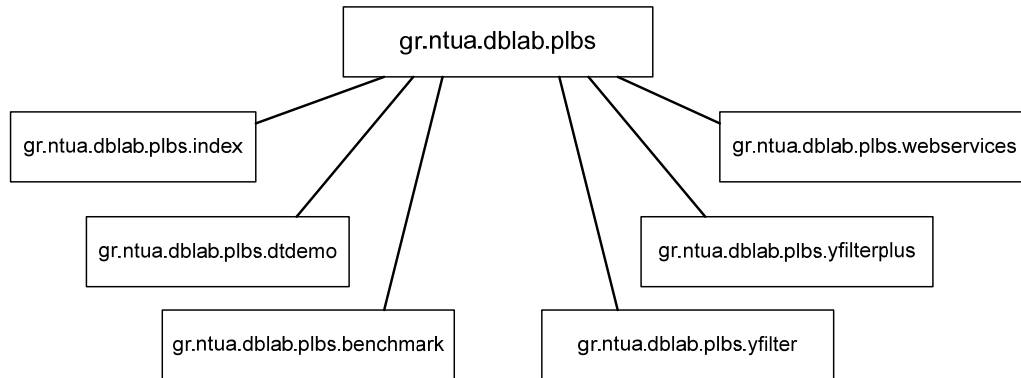 gr.ntua.dblab.plbs
gr.ntua.dblab.plbs.index
gr.ntua.dblab.plbs.webservices
gr.ntua.dblab.plbs.dtdemo
gr.ntua.dblab.plbs.yfilterplus
gr.ntua.dblab.plbs.benchmark
gr.ntua.dblab.plbs.yfilter